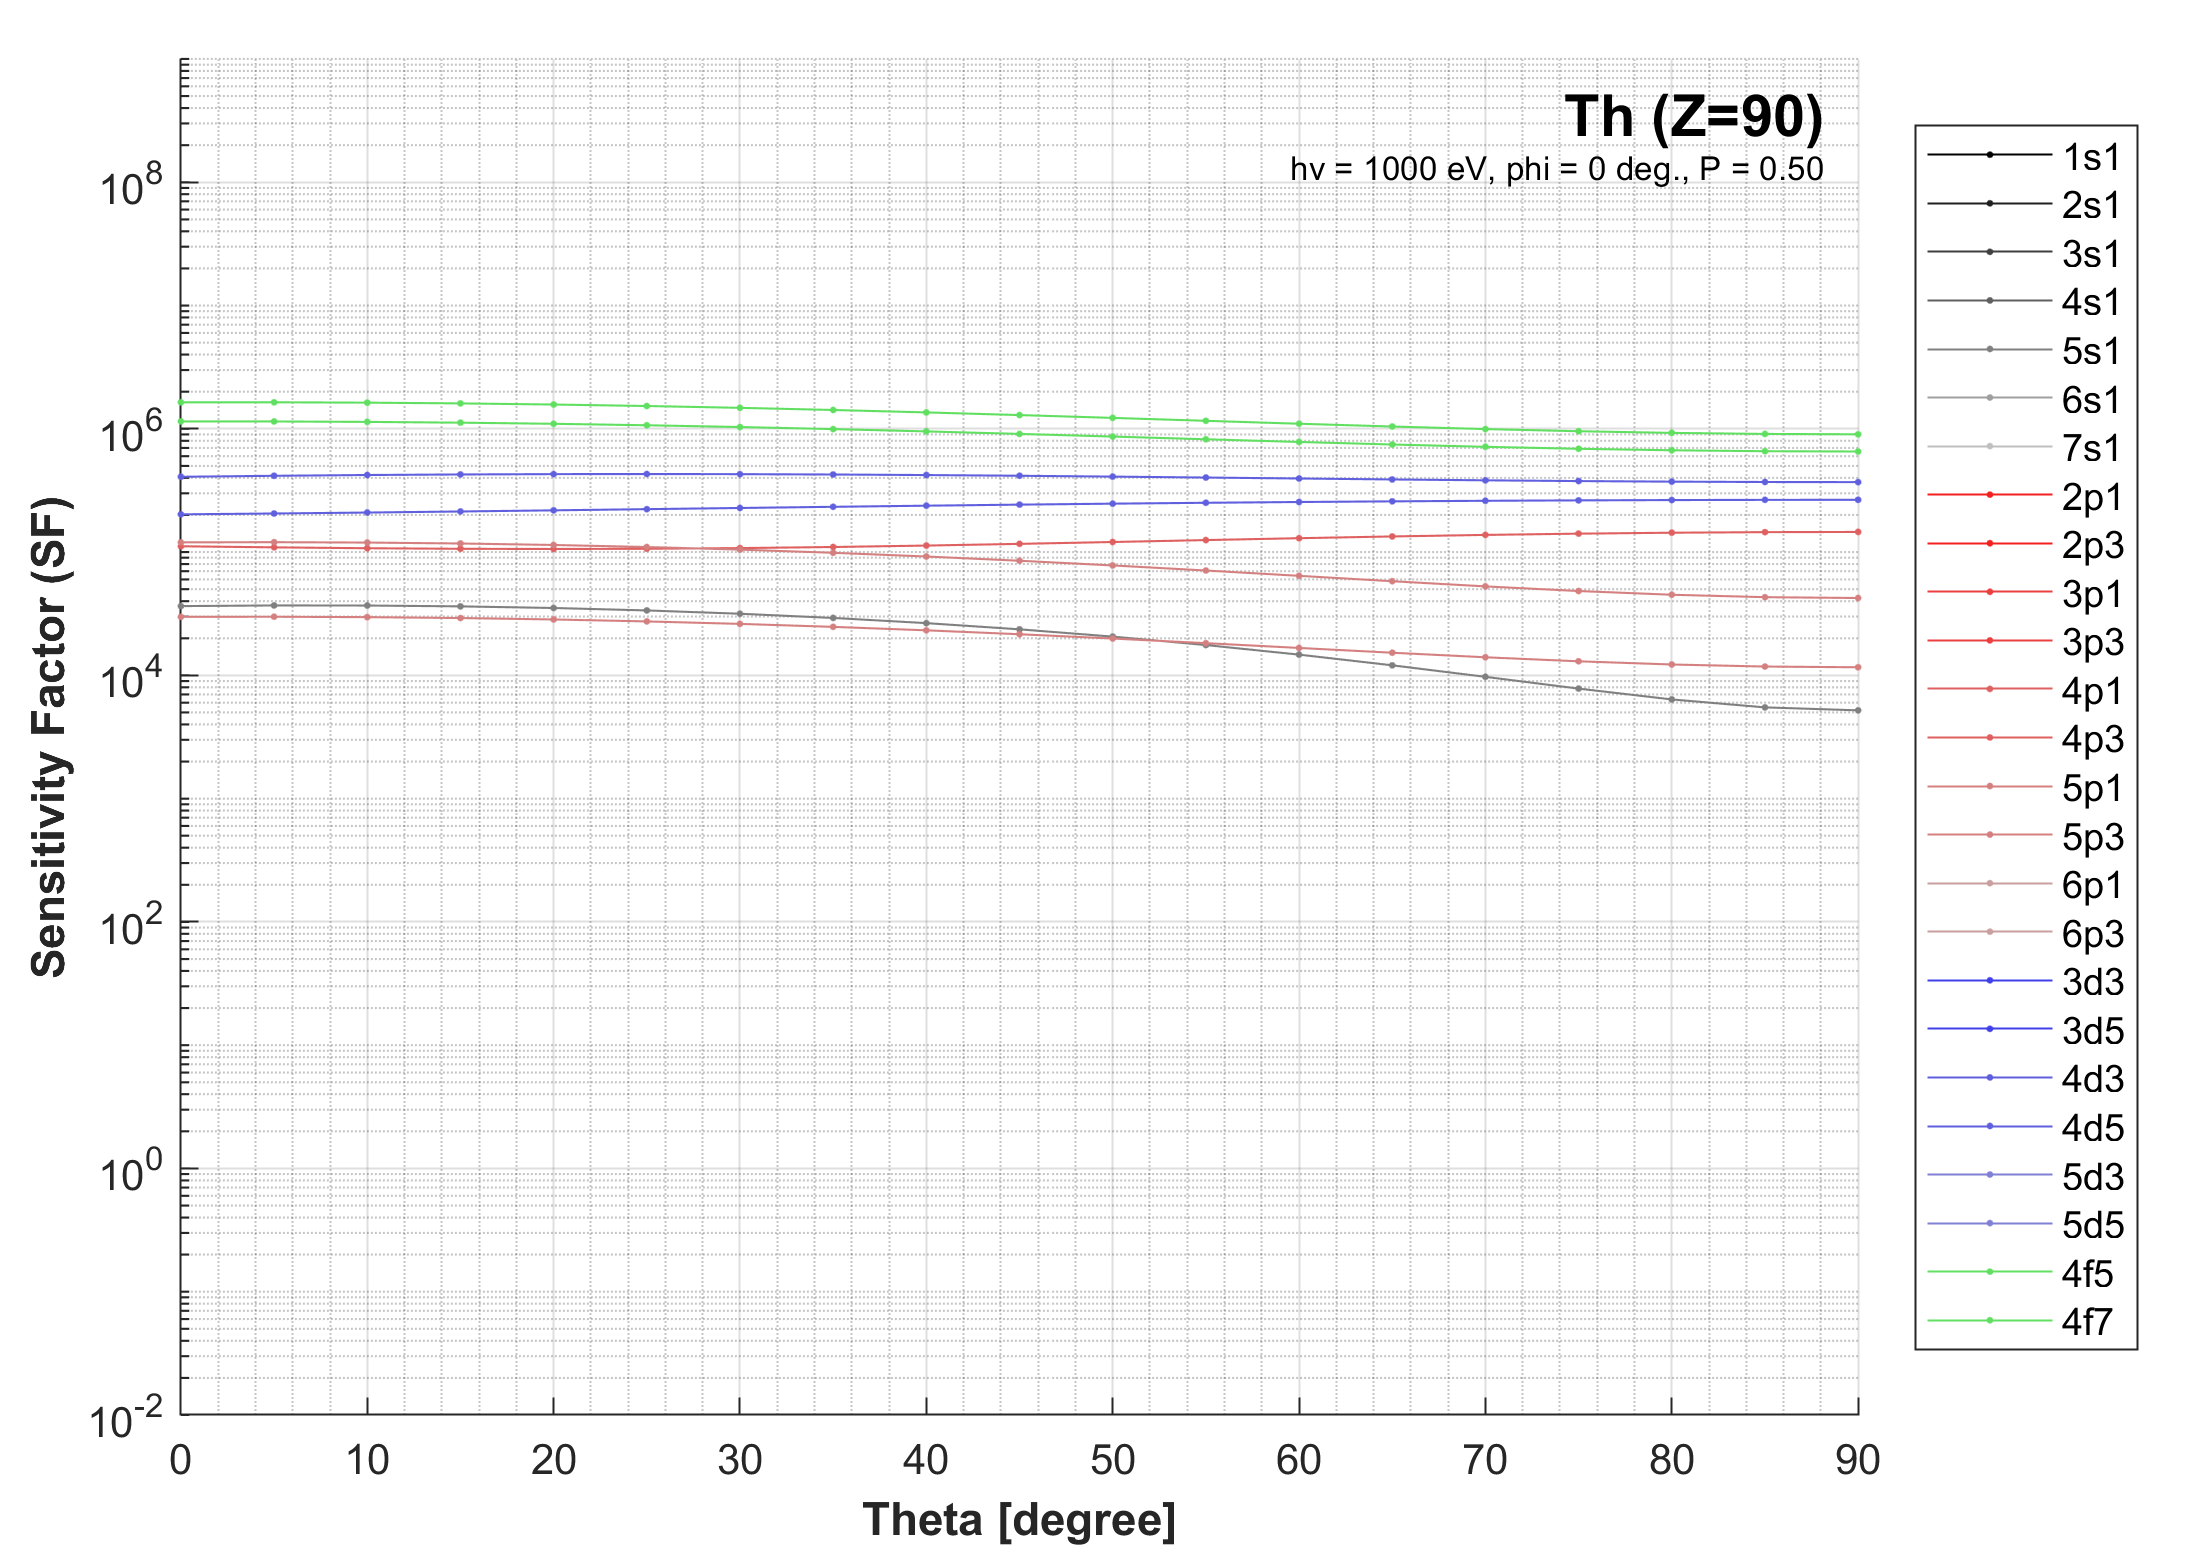 Th (Z=90)
hν = 1000 eV, phi = 0 deg., P = 0.50
Sensitivity Factor (SF)
10^8
10^6
10^4
10^2
10^0
10^-2
0 10 20 30 40 50 60 70 80 90
Theta [degree]
1s1
2s1
3s1
4s1
5s1
6s1
7s1
2p1
2p3
3p1
3p3
4p1
4p3
5p1
5p3
6p1
6p3
3d3
3d5
4d3
4d5
5d3
5d5
4f5
4f7